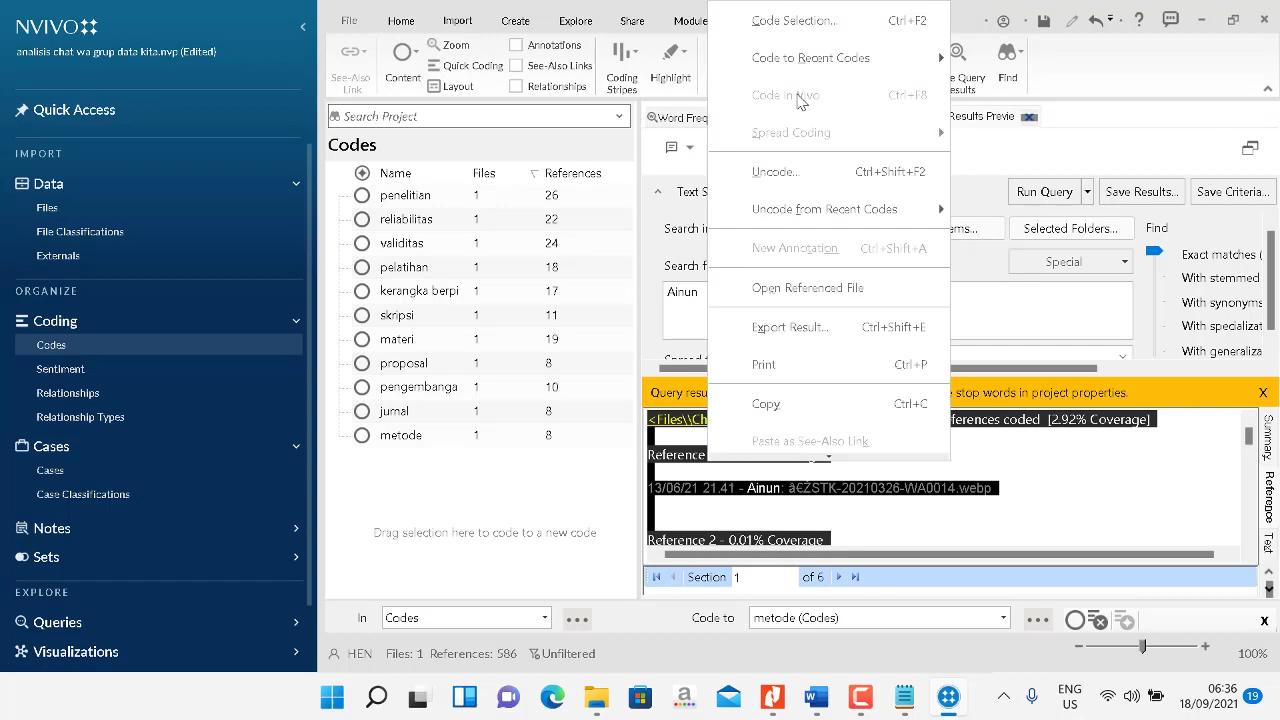 NVIVO
analisis chat wa grup data kita.nvp (Edited)
Quick Access
IMPORT
Data
Files
File Classifications
Externals
ORGANIZE
Coding
Codes
Sentiment
Relationships
Relationship Types
Cases
Cases
Case Classifications
Notes
Sets
EXPLORE
Queries
Visualizations
File Home Import Create Explore Share Module
See-Also Link
Content
Zoom
Quick Coding
Layout
Annotations
See-Also Links
Relationships
Coding Stripes
Highlight
Query Results
Find
Search Project
Codes
Name Files References
penelitian 1 26
reliabilitas 1 22
validitas 1 24
pelatihan 1 18
kerangka berpi 1 17
skripsi 1 11
materi 1 19
proposal 1 8
pengembanga 1 10
jurnal 1 8
metode 1 8
Drag selection here to code to a new code
Code Selection... Ctrl+F2
Code to Recent Codes
Code In Vivo Ctrl+F8
Spread Coding
Uncode... Ctrl+Shift+F2
Uncode from Recent Codes
New Annotation Ctrl+Shift+A
Open Referenced File
Export Result... Ctrl+Shift+E
Print Ctrl+P
Copy Ctrl+C
Paste as See-Also Link
Word Freq
Results Previe
Text S
Run Query Save Results... Save Criteria...
Search in
ems... Selected Folders... Find
Search f
Special
Ainun
Exact matches (
With stemmed
With synonyms
With specializat
With generaliza
Spread t
Query resu
e stop words in project properties. X
<Files\\Ch
ferences coded [2.92% Coverage]
Reference
13/06/21 21.41 - Ainun: â€ŽSTK-20210326-WA0014.webp
Reference 2 - 0.01% Coverage
Summary
Reference
Text
Section 1 of 6
In Codes
Code to metode (Codes)
x
HEN Files: 1 References: 586 Unfiltered
100%
ENG
US
06:36
18/09/2021
19